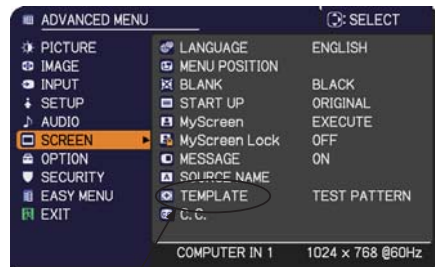 ADVANCED MENU : SELECT
PICTURE
IMAGE
INPUT
SETUP
AUDIO
SCREEN
OPTION
SECURITY
EASY MENU
EXIT
LANGUAGE ENGLISH
MENU POSITION
BLANK BLACK
START UP ORIGINAL
MyScreen EXECUTE
MyScreen Lock OFF
MESSAGE ON
SOURCE NAME
TEMPLATE TEST PATTERN
C.C.
COMPUTER IN 1 1024 x 768 @60Hz